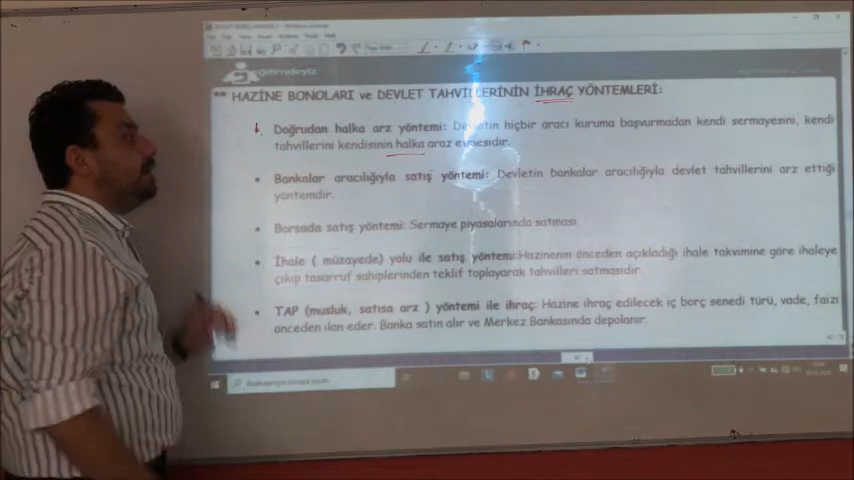 eğitimdeyiz
** HAZİNE BONOLARI ve DEVLET TAHVİLLERİNİN İHRAÇ YÖNTEMLERİ:
Doğrudan halka arz yöntemi: Devletin hiçbir aracı kuruma başvurmadan kendi sermayesini, kendi
tahvillerini kendisinin halka araz etmesidir.
• Bankalar aracılığıyla satış yöntemi: Devletin bankalar aracılığıyla devlet tahvillerini arz ettiği
yöntemdir.
• Borsada satış yöntemi: Sermaye piyasalarında satması
• İhale ( müzayede) yolu ile satış yöntemi:Hazinenin önceden açıkladığı ihale takvimine göre ihaleye
çıkıp tasarruf sahiplerinden teklif toplayarak tahvilleri satmasıdır.
• TAP (musluk, satışa arz ) yöntemi ile ihraç: Hazine ihraç edilecek iç borç senedi türü, vade, faizi
önceden ilan eder. Banka satın alır ve Merkez Bankasında depolanır.